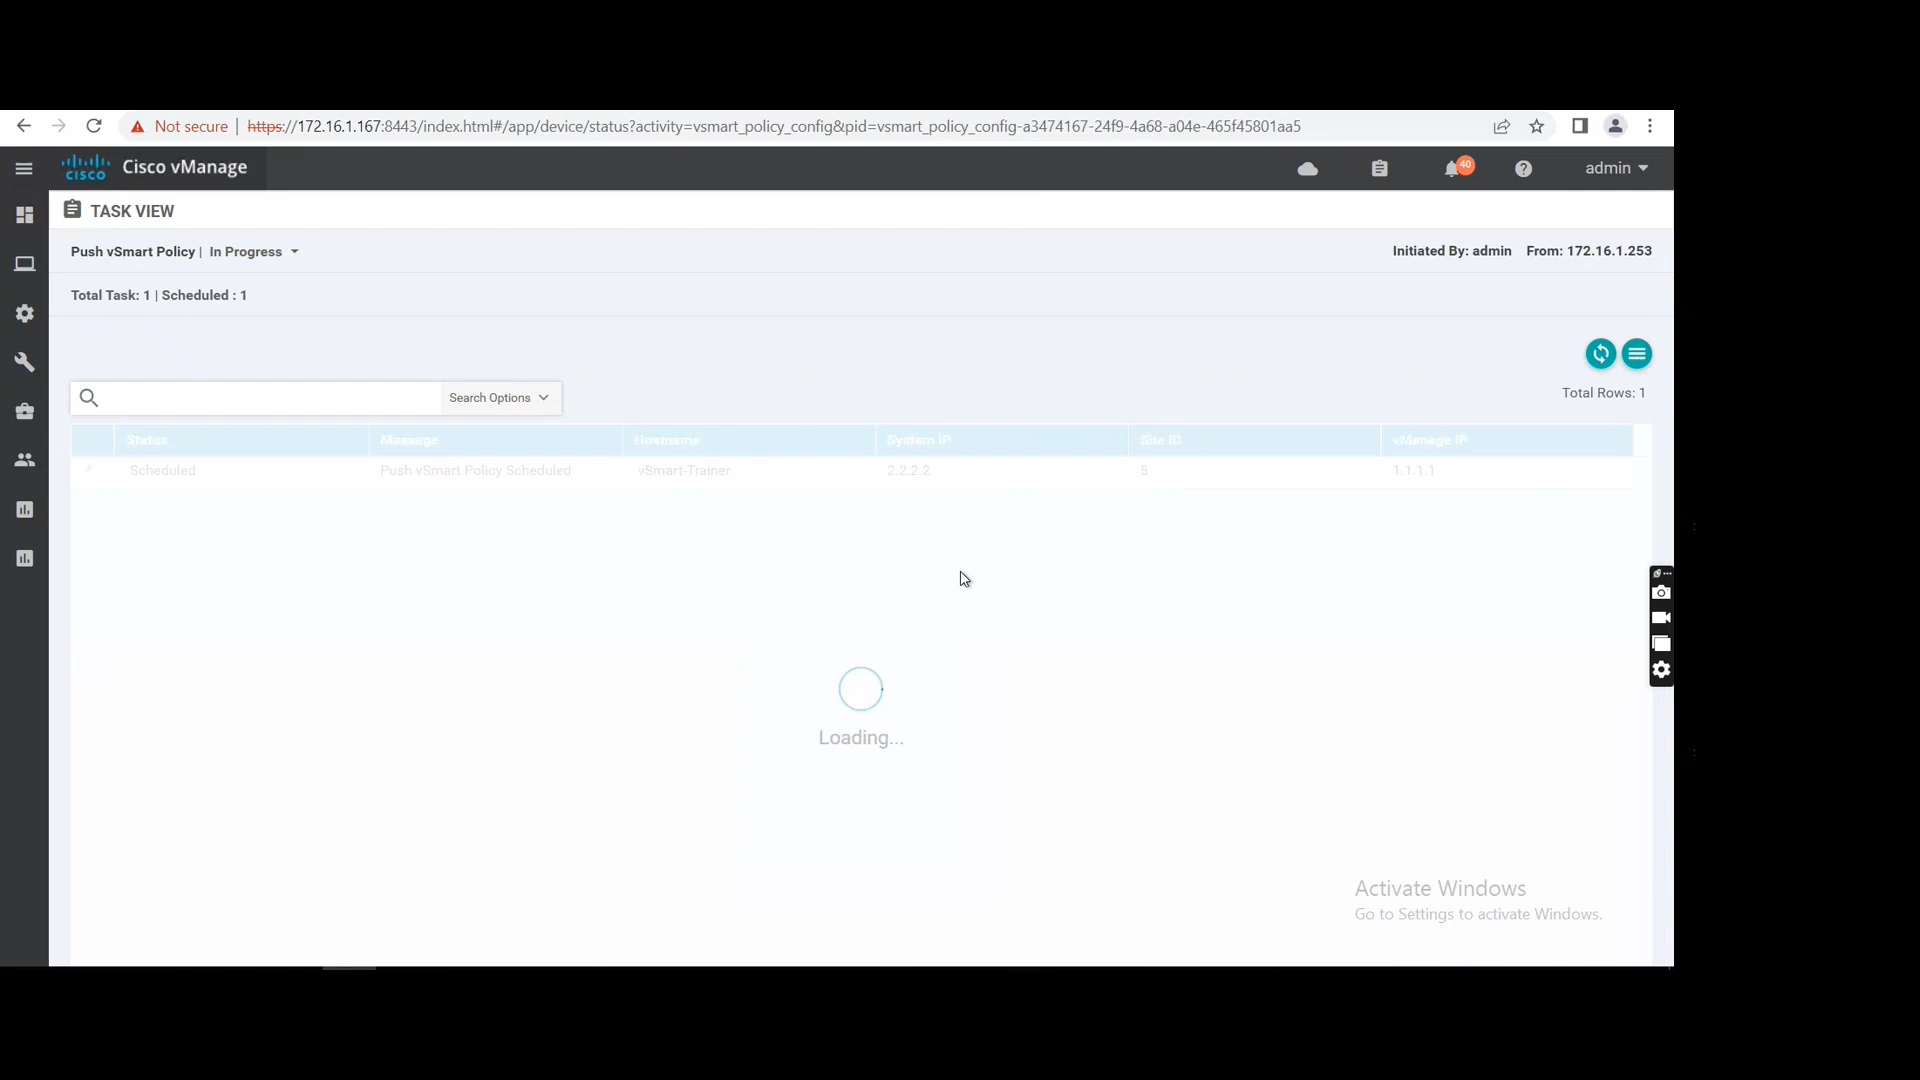 Not secure | https://172.16.1.167:8443/index.html#/app/device/status?activity=vsmart_policy_config&pid=vsmart_policy_config-a3474167-24f9-4a68-a04e-465f45801aa5
cisco Cisco vManage 40 ? admin
TASK VIEW
Push vSmart Policy | In Progress Initiated By: admin From: 172.16.1.253
Total Task: 1 | Scheduled : 1
Search Options Total Rows: 1
Status Message Hostname System IP Site ID vManage IP
Scheduled Push vSmart Policy Scheduled vSmart-Trainer 2.2.2.2 5 1.1.1.1
Loading...
Activate Windows
Go to Settings to activate Windows.